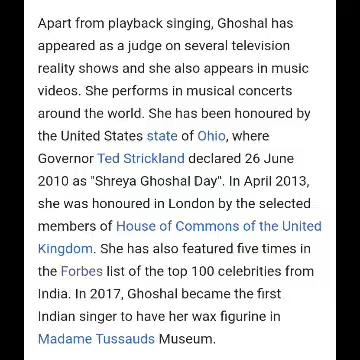 Apart from playback singing, Ghoshal has
appeared as a judge on several television
reality shows and she also appears in music
videos. She performs in musical concerts
around the world. She has been honoured by
the United States state of Ohio, where
Governor Ted Strickland declared 26 June
2010 as "Shreya Ghoshal Day". In April 2013,
she was honoured in London by the selected
members of House of Commons of the United
Kingdom. She has also featured five times in
the Forbes list of the top 100 celebrities from
India. In 2017, Ghoshal became the first
Indian singer to have her wax figurine in
Madame Tussauds Museum.